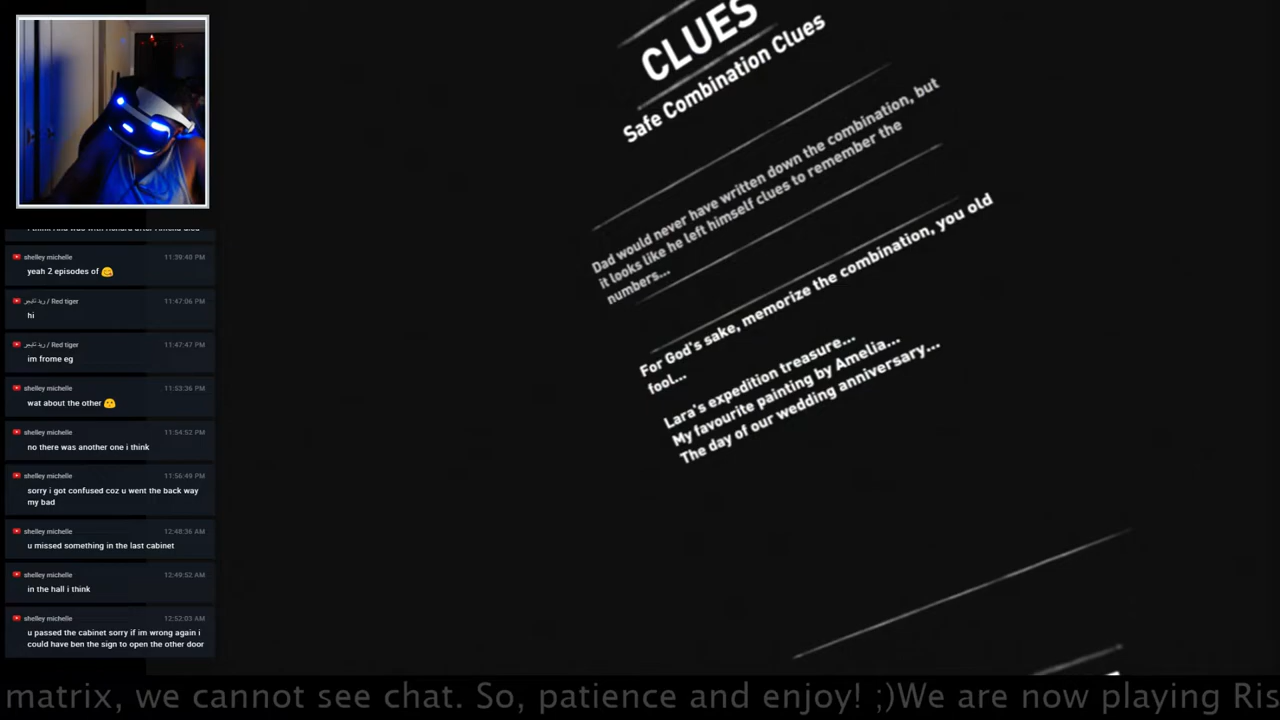 CLUES
Safe Combination Clues
Dad would never have written down the combination, but
it looks like he left himself clues to remember the
numbers...
For God's sake, memorize the combination, you old
fool...
Lara's expedition treasure...
My favourite painting by Amelia...
The day of our wedding anniversary...
shelley michelle 11:39:40 PM
yeah 2 episodes of 🤗
ريد تايجر / Red tiger 11:47:06 PM
hi
ريد تايجر / Red tiger 11:47:47 PM
im frome eg
shelley michelle 11:53:36 PM
wat about the other
shelley michelle 11:54:52 PM
no there was another one i think
shelley michelle 11:56:49 PM
sorry i got confused coz u went the back way
my bad
shelley michelle 12:48:36 AM
u missed something in the last cabinet
shelley michelle 12:49:52 AM
in the hall i think
shelley michelle 12:52:03 AM
u passed the cabinet sorry if im wrong again i
could have ben the sign to open the other door
matrix, we cannot see chat. So, patience and enjoy! ;)We are now playing Ris